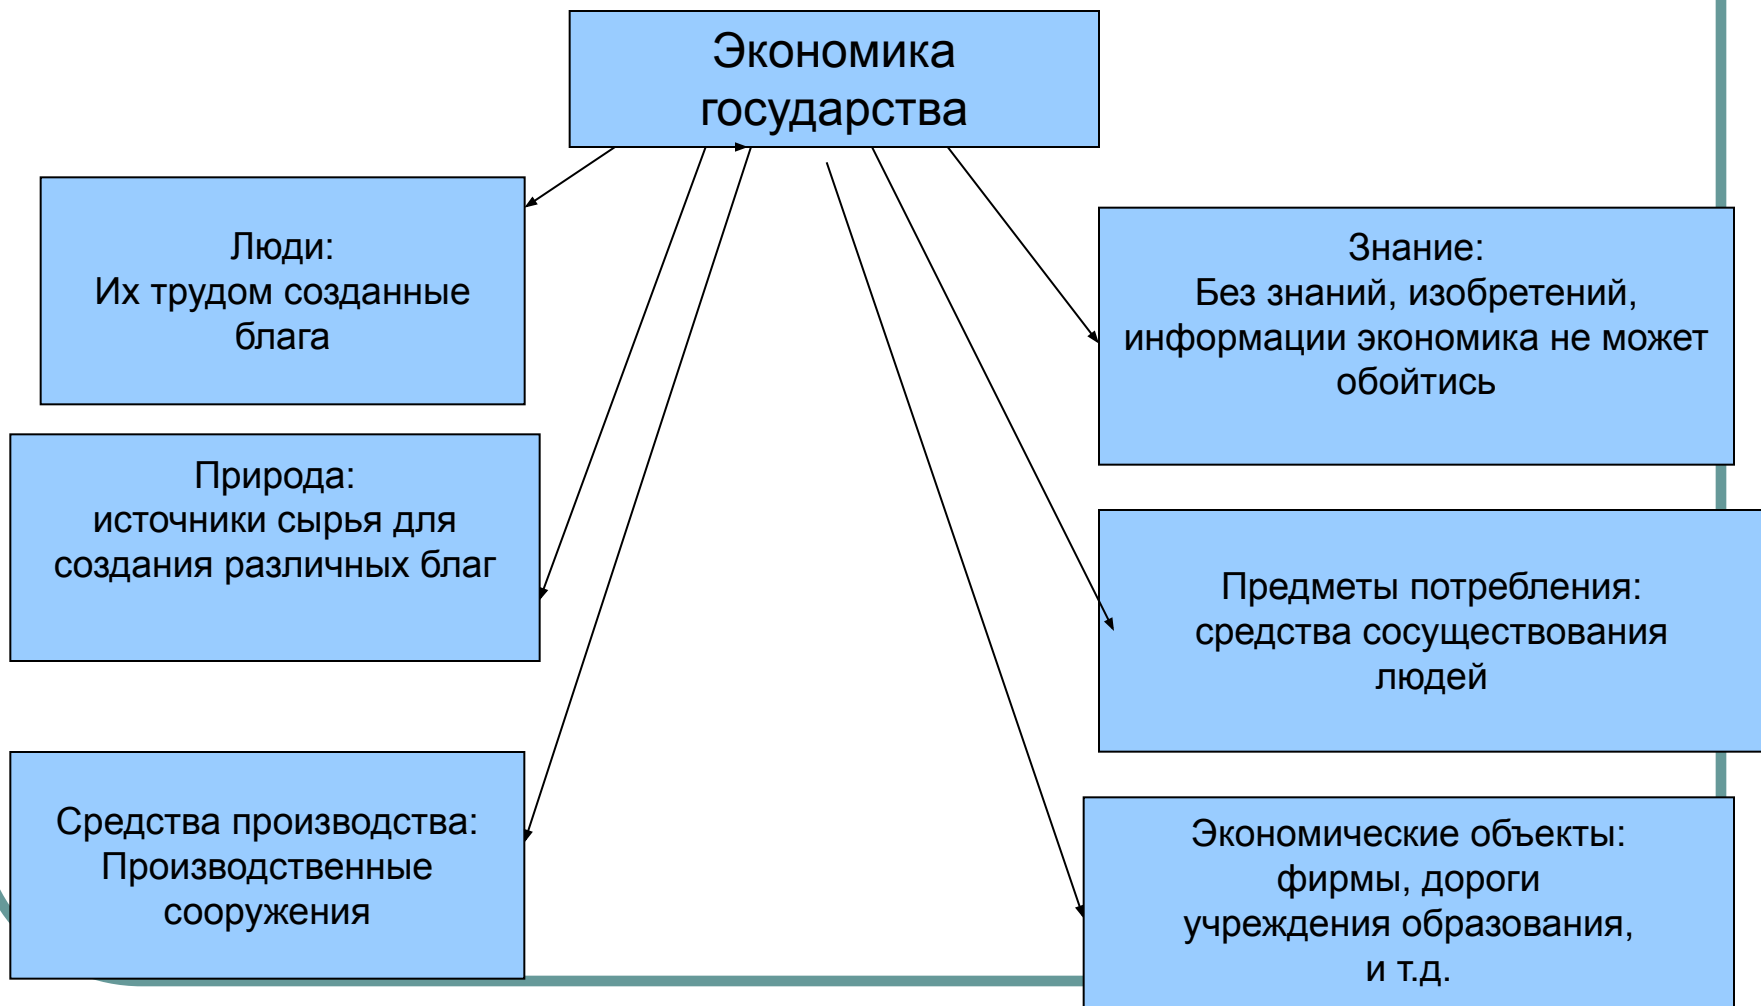 Экономика
государства
Люди:
Их трудом созданные
блага
Знание:
Без знаний, изобретений,
информации экономика не может
обойтись
Природа:
источники сырья для
создания различных благ
Предметы потребления:
средства сосуществования
людей
Средства производства:
Производственные
сооружения
Экономические объекты:
фирмы, дороги
учреждения образования,
и т.д.